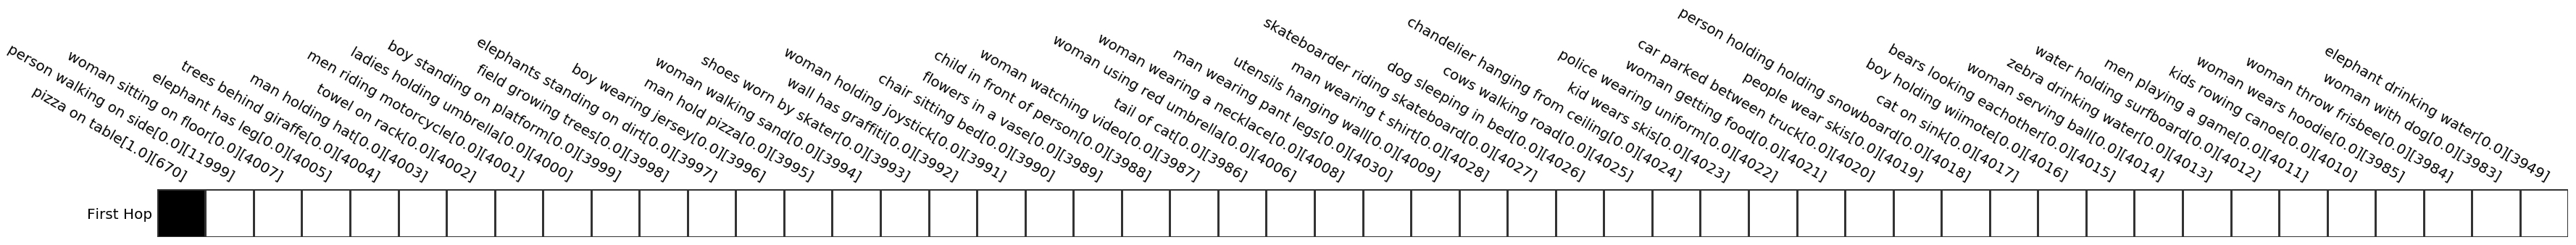 pizza on table[1.0][670]
person walking on side[0.0][11999]
woman sitting on floor[0.0][4007]
elephant has leg[0.0][4005]
trees behind giraffe[0.0][4004]
man holding hat[0.0][4003]
towel on rack[0.0][4002]
men riding motorcycle[0.0][4001]
ladies holding umbrella[0.0][4000]
boy standing on platform[0.0][3999]
field growing trees[0.0][3998]
elephants standing on dirt[0.0][3997]
boy wearing jersey[0.0][3996]
man hold pizza[0.0][3995]
woman walking sand[0.0][3994]
shoes worn by skater[0.0][3993]
wall has graffiti[0.0][3992]
woman holding joystick[0.0][3991]
chair sitting bed[0.0][3990]
flowers in a vase[0.0][3989]
child in front of person[0.0][3988]
woman watching video[0.0][3987]
tail of cat[0.0][3986]
woman using red umbrella[0.0][4006]
woman wearing a necklace[0.0][4008]
man wearing pant legs[0.0][4030]
utensils hanging wall[0.0][4009]
man wearing t shirt[0.0][4028]
skateboarder riding skateboard[0.0][4027]
dog sleeping in bed[0.0][4026]
cows walking road[0.0][4025]
chandelier hanging from ceiling[0.0][4024]
kid wears skis[0.0][4023]
police wearing uniform[0.0][4022]
woman getting food[0.0][4021]
car parked between truck[0.0][4020]
people wear skis[0.0][4019]
person holding holding snowboard[0.0][4018]
cat on sink[0.0][4017]
boy holding wiimote[0.0][4016]
bears looking eachother[0.0][4015]
woman serving ball[0.0][4014]
zebra drinking water[0.0][4013]
water holding surfboard[0.0][4012]
men playing a game[0.0][4011]
kids rowing canoe[0.0][4010]
woman wears hoodie[0.0][3985]
woman throw frisbee[0.0][3984]
woman with dog[0.0][3983]
elephant drinking water[0.0][3949]
First Hop